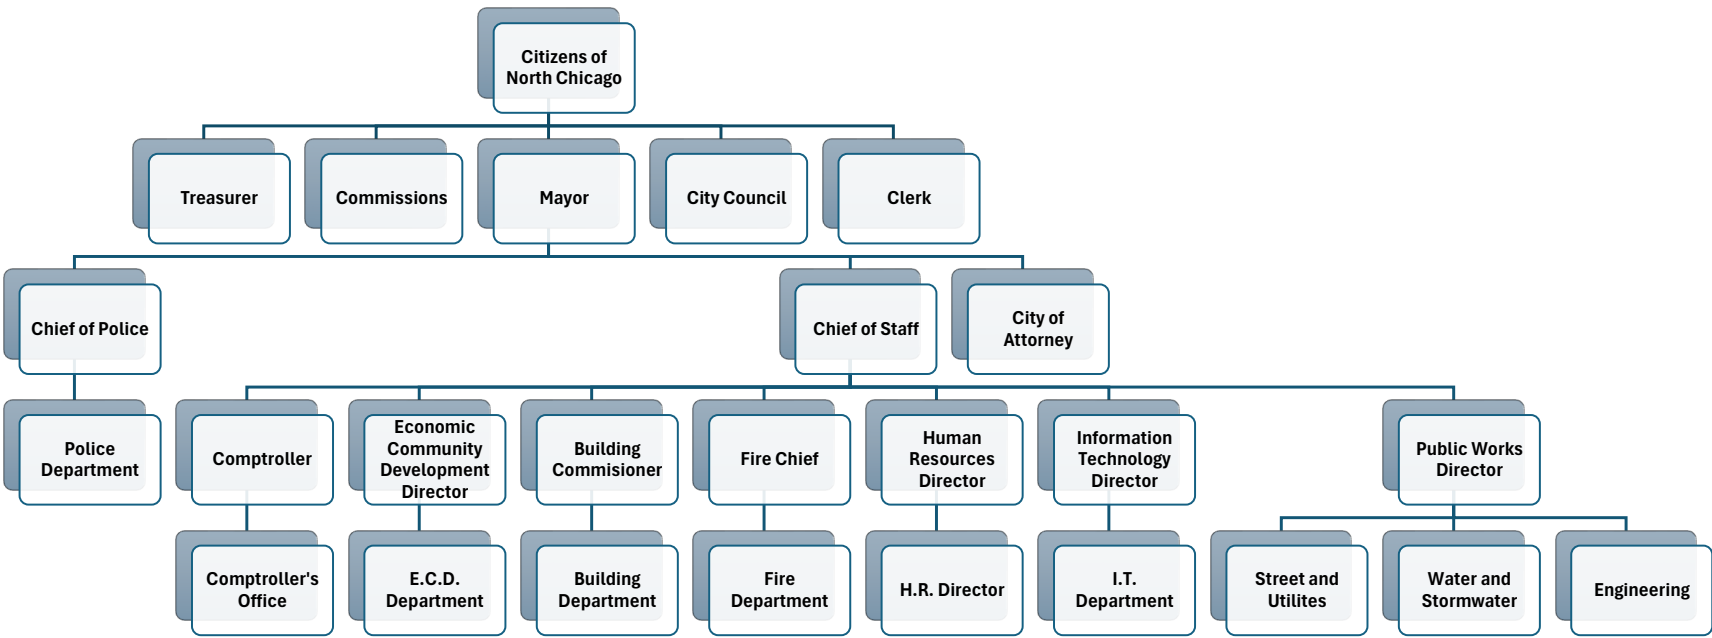 Citizens of
North Chicago
Treasurer
Commissions
Mayor
City Council
Clerk
Chief of Police
Chief of Staff
City of
Attorney
Police
Department
Comptroller
Economic
Community
Development
Director
Building
Commisioner
Fire Chief
Human
Resources
Director
Information
Technology
Director
Public Works
Director
Comptroller's
Office
E.C.D.
Department
Building
Department
Fire
Department
H.R. Director
I.T.
Department
Street and
Utilites
Water and
Stormwater
Engineering